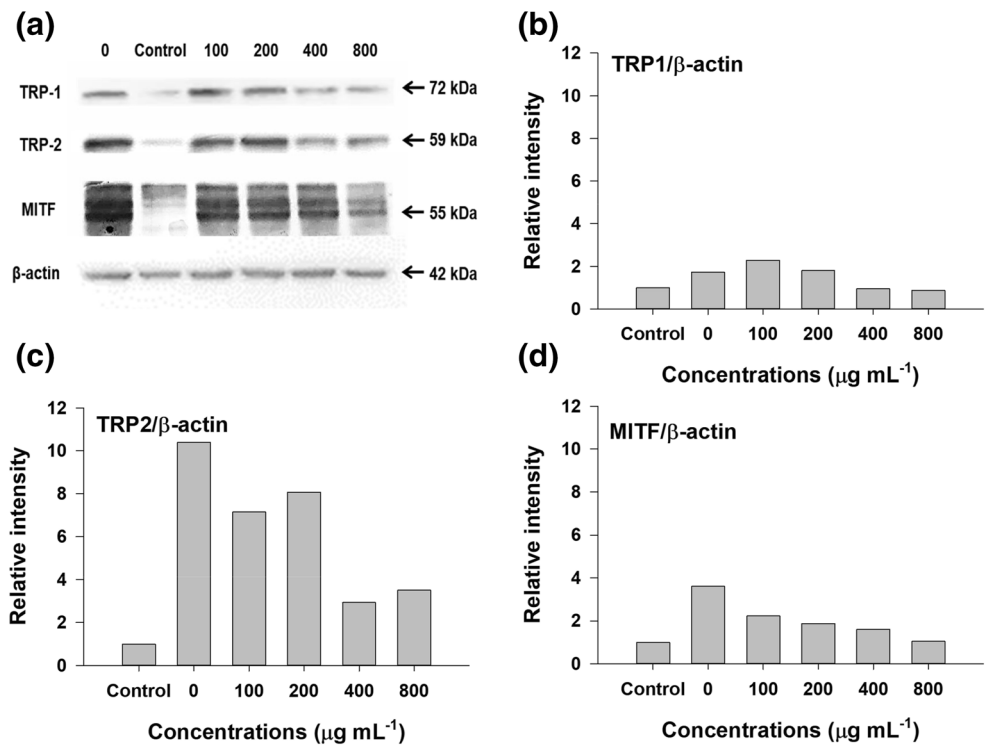 (a)
0 Control 100 200 400 800
TRP-1 72 kDa
TRP-2 59 kDa
MITF 55 kDa
β-actin 42 kDa
(b)
TRP1/β-actin
Relative intensity
12
10
8
6
4
2
0
Control 0 100 200 400 800
Concentrations (μg mL⁻¹)
(c)
TRP2/β-actin
Relative intensity
12
10
8
6
4
2
0
Control 0 100 200 400 800
Concentrations (μg mL⁻¹)
(d)
MITF/β-actin
Relative intensity
12
10
8
6
4
2
0
Control 0 100 200 400 800
Concentrations (μg mL⁻¹)